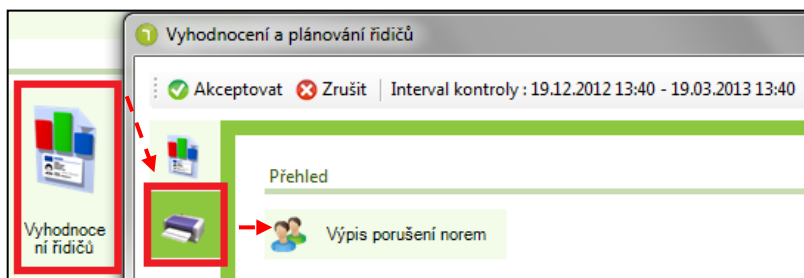 Vyhodnocení a plánování řidičů
Akceptovat Zrušit Interval kontroly : 19.12.2012 13:40 - 19.03.2013 13:40
Přehled
Výpis porušení norem
Vyhodnoce
ní řidičů